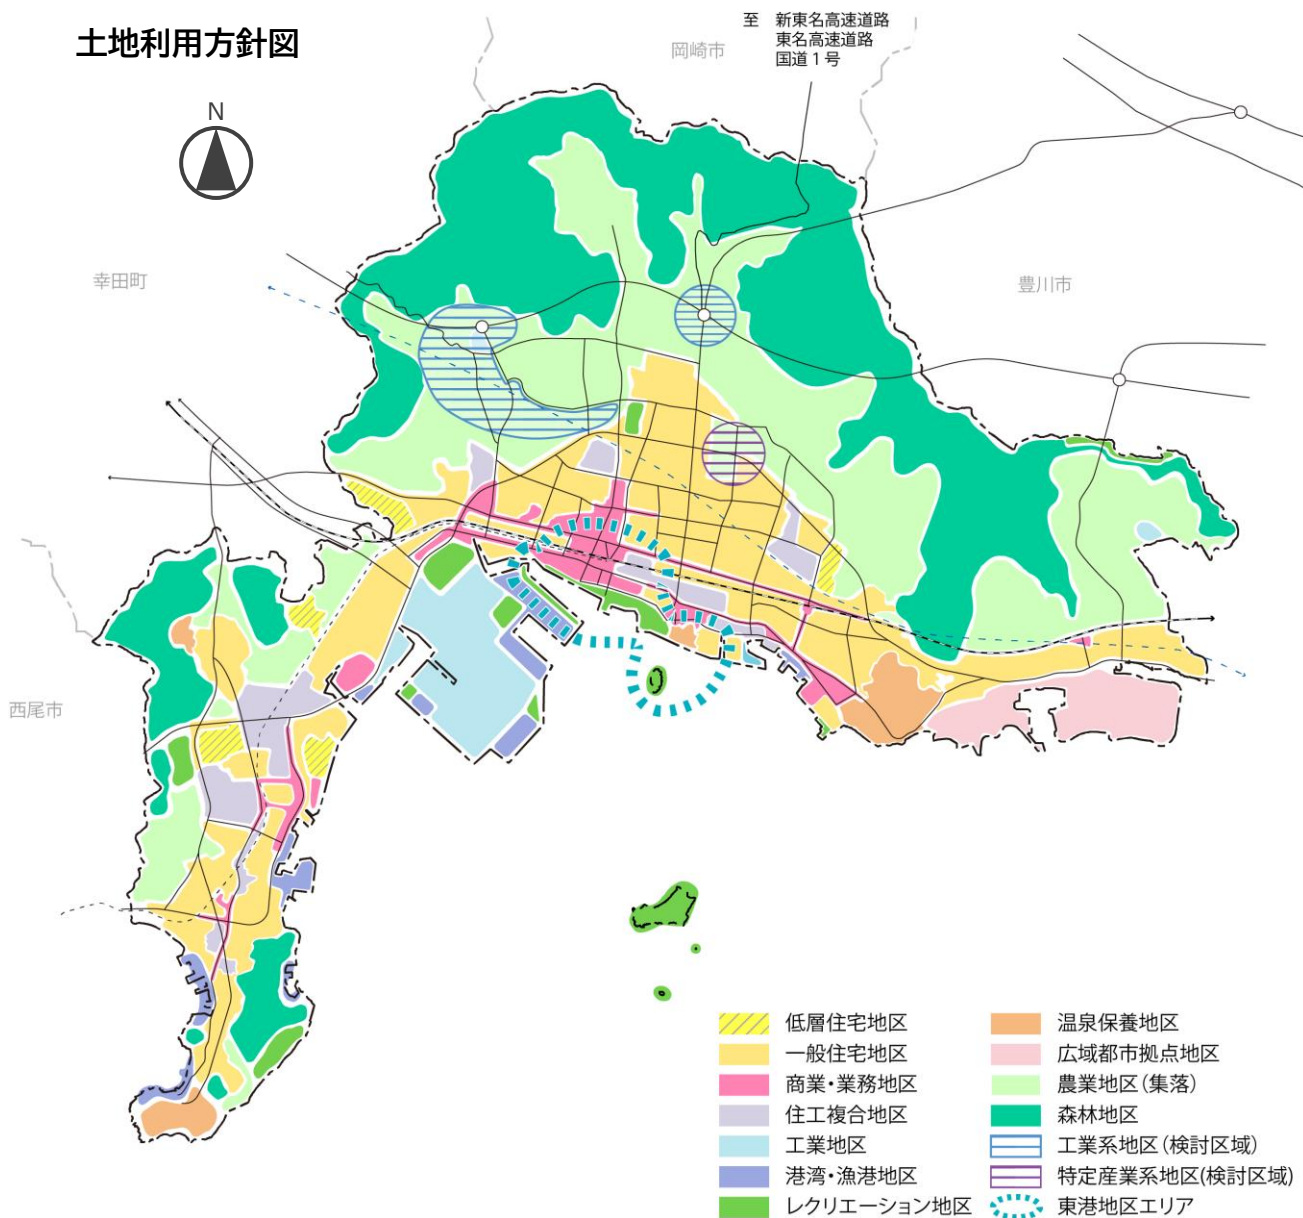 土地利用方針図
N
至 新東名高速道路
東名高速道路
国道1号
岡崎市
幸田町
豊川市
西尾市
低層住宅地区
一般住宅地区
商業・業務地区
住工複合地区
工業地区
港湾・漁港地区
レクリエーション地区
温泉保養地区
広域都市拠点地区
農業地区(集落)
森林地区
工業系地区(検討区域)
特定産業系地区(検討区域)
東港地区エリア